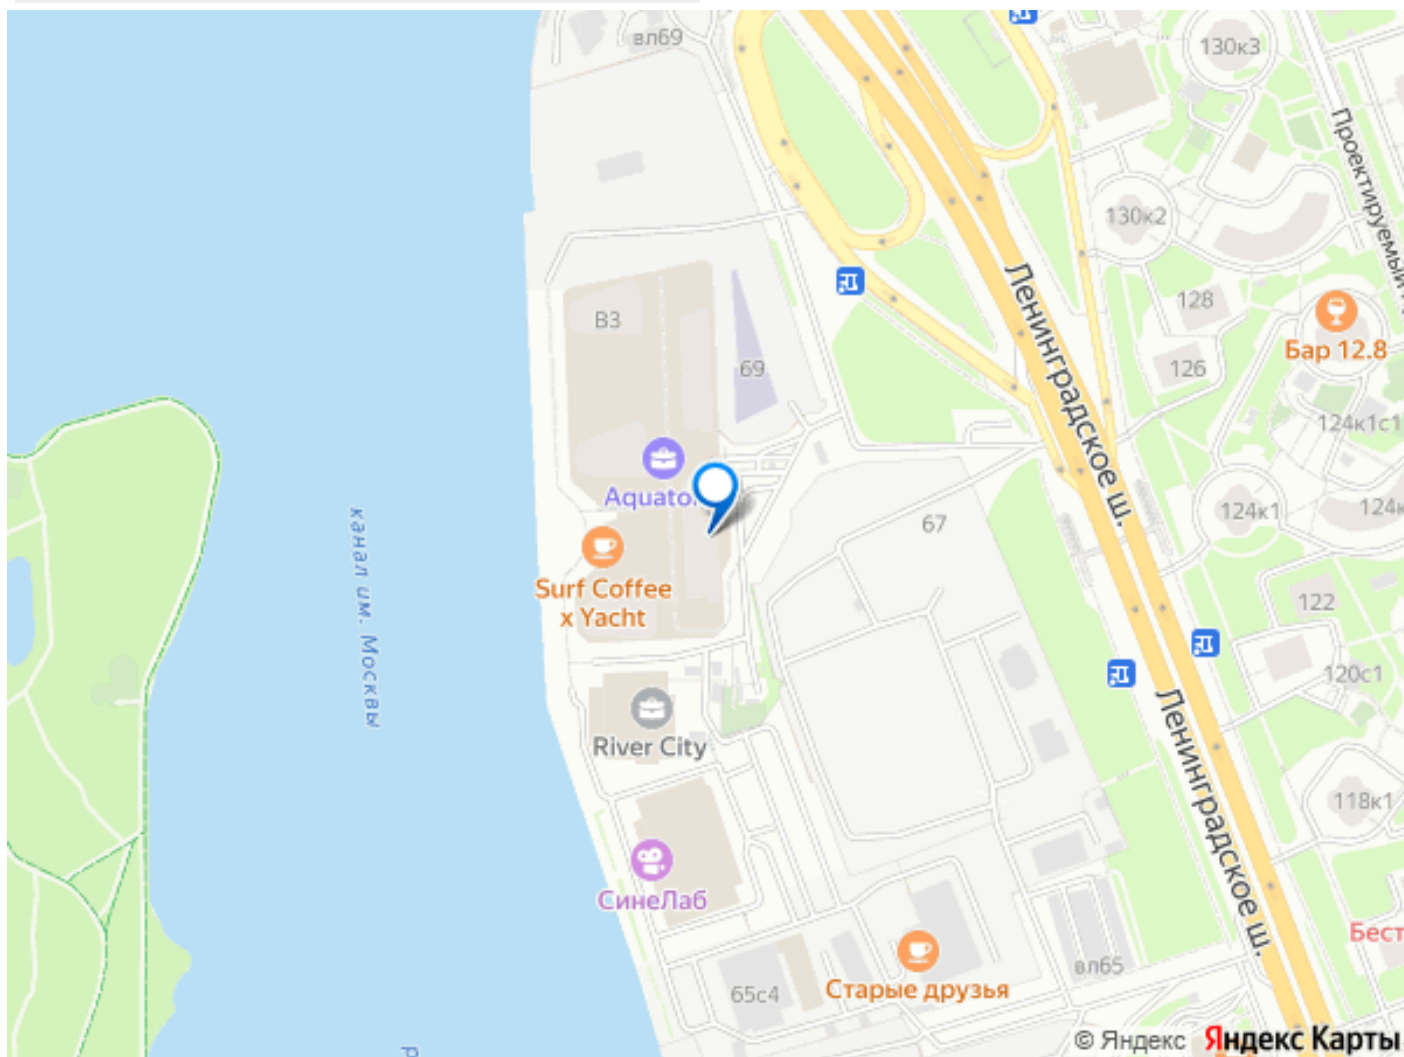 вл69
130к3
Проектируемый
130к2
Ленинградское ш.
В3
128
Бар 12.8
69
126
124к1с1
Aquato
канал им. Москвы
67
124к1
124к
Surf Coffee
x Yacht
122
120с1
River City
Ленинградское ш.
118к1
СинеЛаб
Бест
Старые друзья
вл65
65с4
© Яндекс Яндекс Карты